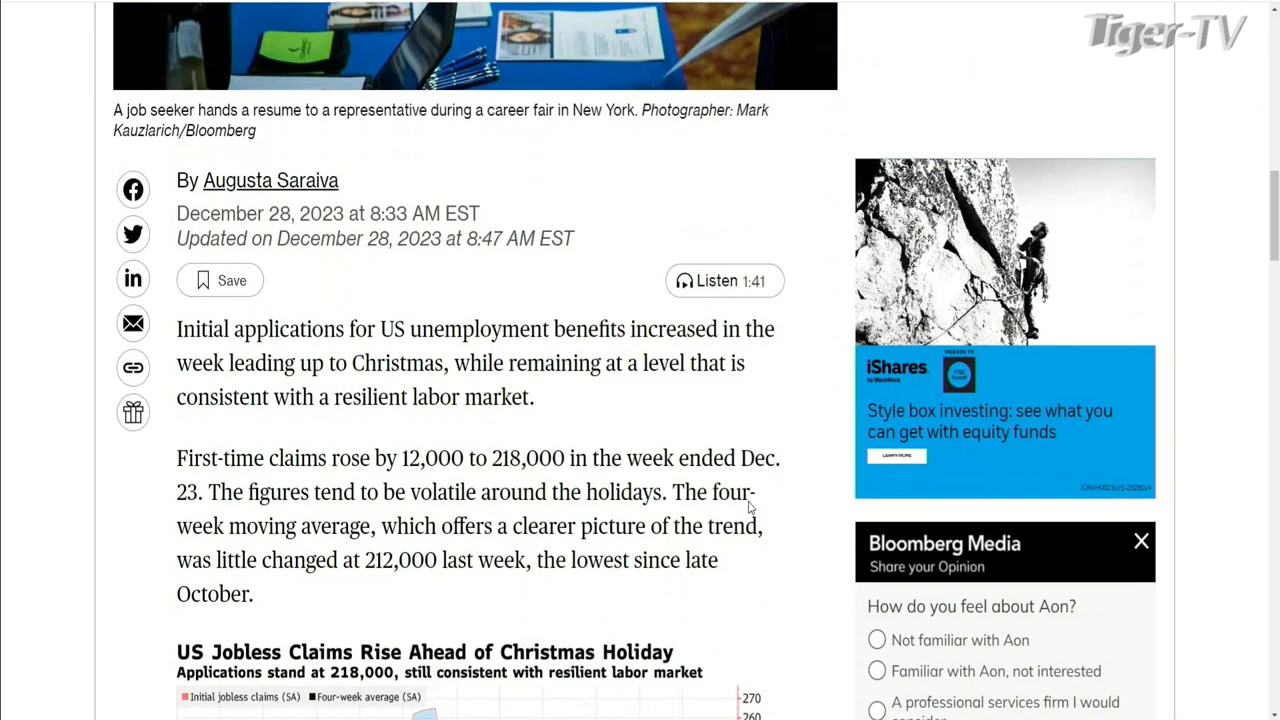 Tiger-TV
A job seeker hands a resume to a representative during a career fair in New York. Photographer: Mark
Kauzlarich/Bloomberg
By Augusta Saraiva
December 28, 2023 at 8:33 AM EST
Updated on December 28, 2023 at 8:47 AM EST
Save
Listen 1:41
Initial applications for US unemployment benefits increased in the
week leading up to Christmas, while remaining at a level that is
consistent with a resilient labor market.
First-time claims rose by 12,000 to 218,000 in the week ended Dec.
23. The figures tend to be volatile around the holidays. The four-
week moving average, which offers a clearer picture of the trend,
was little changed at 212,000 last week, the lowest since late
October.
US Jobless Claims Rise Ahead of Christmas Holiday
Applications stand at 218,000, still consistent with resilient labor market
Initial jobless claims (SA) Four-week average (SA)
270
260
iShares
by BlackRock
INDEXED TO
Style box investing: see what you
can get with equity funds
LEARN MORE
Bloomberg Media
Share your Opinion
How do you feel about Aon?
Not familiar with Aon
Familiar with Aon, not interested
A professional services firm I would